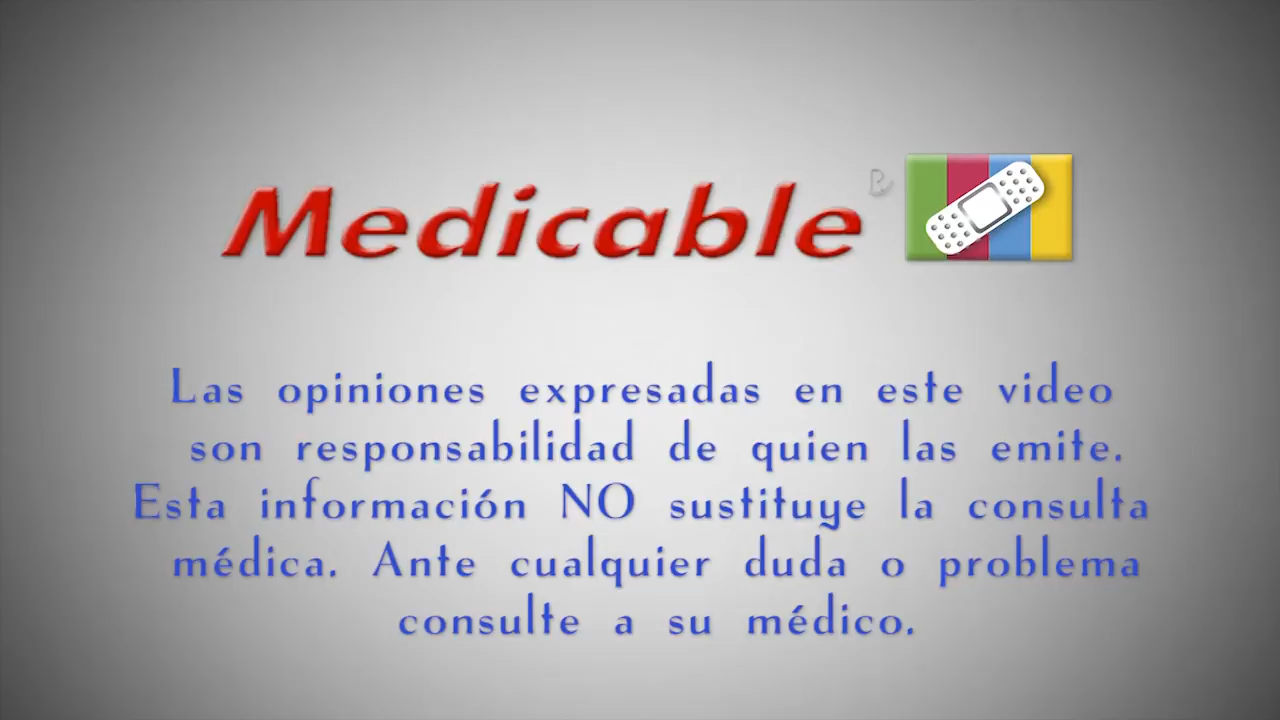 Medicable
Las opiniones expresadas en este video
son responsabilidad de quien las emite.
Esta información NO sustituye la consulta
médica. Ante cualquier duda o problema
consulte a su médico.